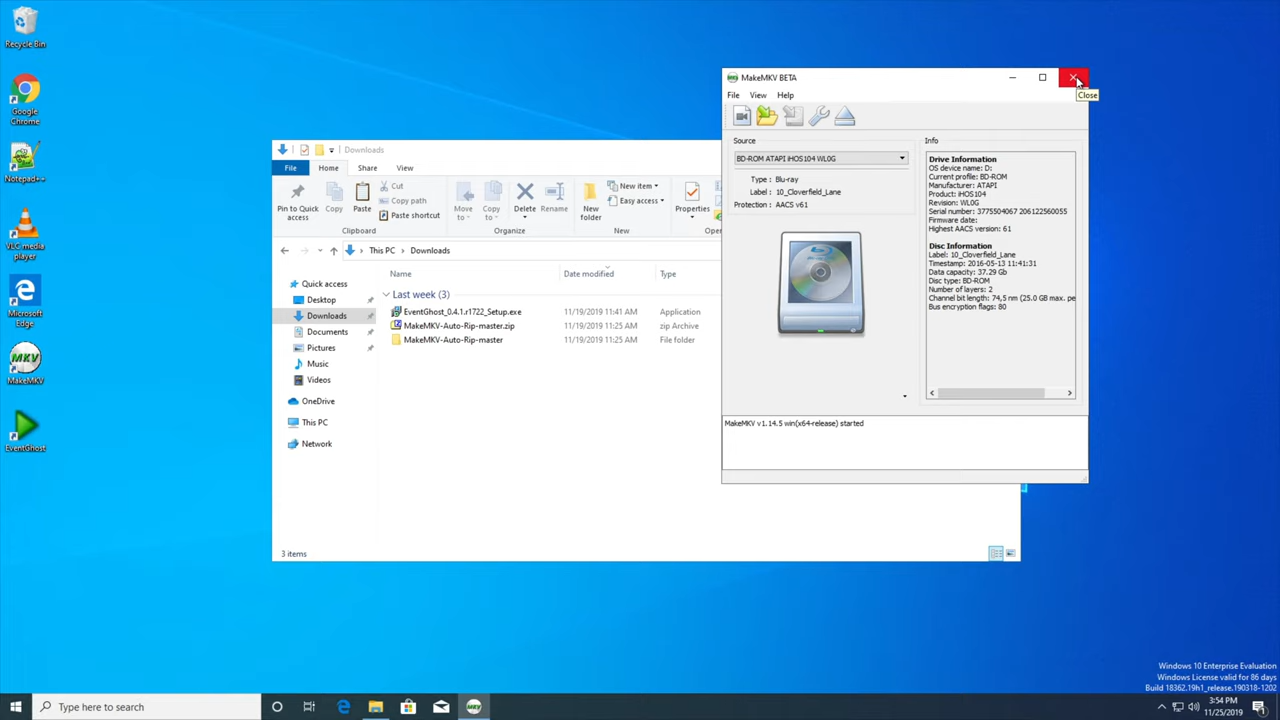 Recycle Bin
Google
Chrome
Notepad++
VLC media
player
Microsoft
Edge
MKV
MakeMKV
EventGhost
Downloads
File
Home
Share
View
Pin to Quick
access
Copy
Paste
Cut
Copy path
Paste shortcut
Clipboard
Move
to
Copy
to
Delete
Rename
Organize
New
folder
New item
Easy access
New
Properties
Op
This PC
Downloads
Name
Date modified
Type
Quick access
Desktop
Downloads
Documents
Pictures
Music
Videos
OneDrive
This PC
Network
Last week (3)
EventGhost_0.4.1.r1722_Setup.exe 11/19/2019 11:41 AM Application
MakeMKV-Auto-Rip-master.zip 11/19/2019 11:25 AM zip Archive
MakeMKV-Auto-Rip-master 11/19/2019 11:25 AM File folder
3 items
MakeMKV BETA
Close
File View Help
Source
BD-ROM ATAPI iHOS104 WL0G
Type : Blu-ray
Label : 10_Cloverfield_Lane
Protection : AACS v61
Info
Drive Information
OS device name: D:
Current profile: BD-ROM
Manufacturer: ATAPI
Product: iHOS104
Revision: WL0G
Serial number: 3775504067 206122560055
Firmware date:
Highest AACS version: 61
Disc Information
Label: 10_Cloverfield_Lane
Timestamp: 2016-05-13 11:41:31
Data capacity: 37.29 Gb
Disc type: BD-ROM
Number of layers: 2
Channel bit length: 74,5 nm (25.0 GB max. pe
Bus encryption flags: 80
MakeMKV v1.14.5 win(x64-release) started
Windows 10 Enterprise Evaluation
Windows License valid for 86 days
Build 18362.19h1_release.190318-1202
Type here to search
MKV
3:54 PM
11/25/2019
1